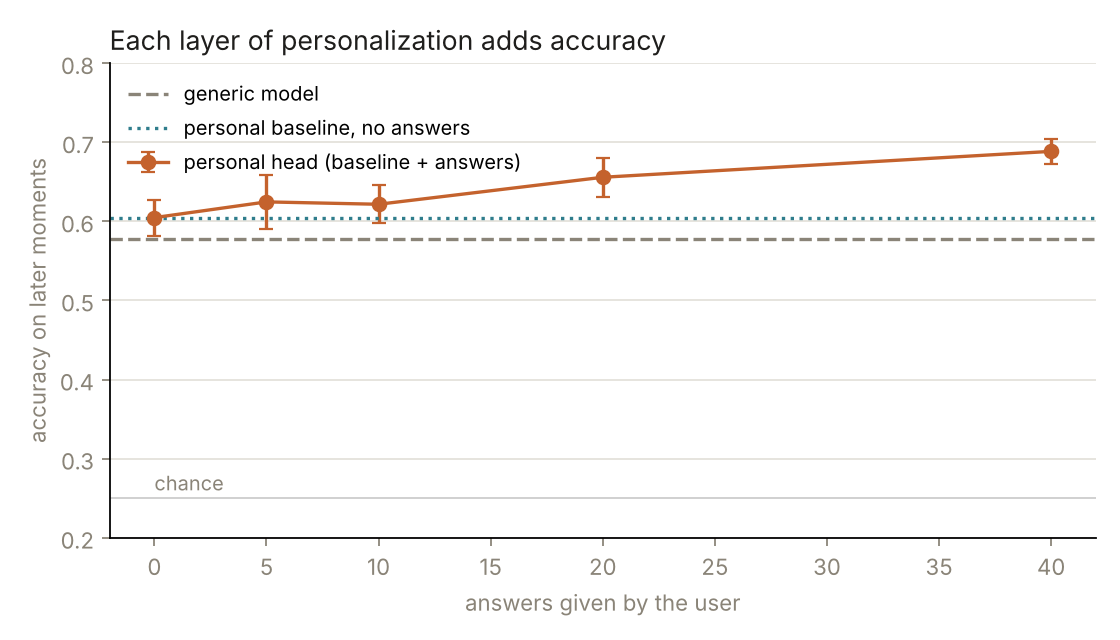 Each layer of personalization adds accuracy
generic model
personal baseline, no answers
personal head (baseline + answers)
accuracy on later moments
0.8
0.7
0.6
0.5
0.4
0.3
0.2
chance
0 5 10 15 20 25 30 35 40
answers given by the user